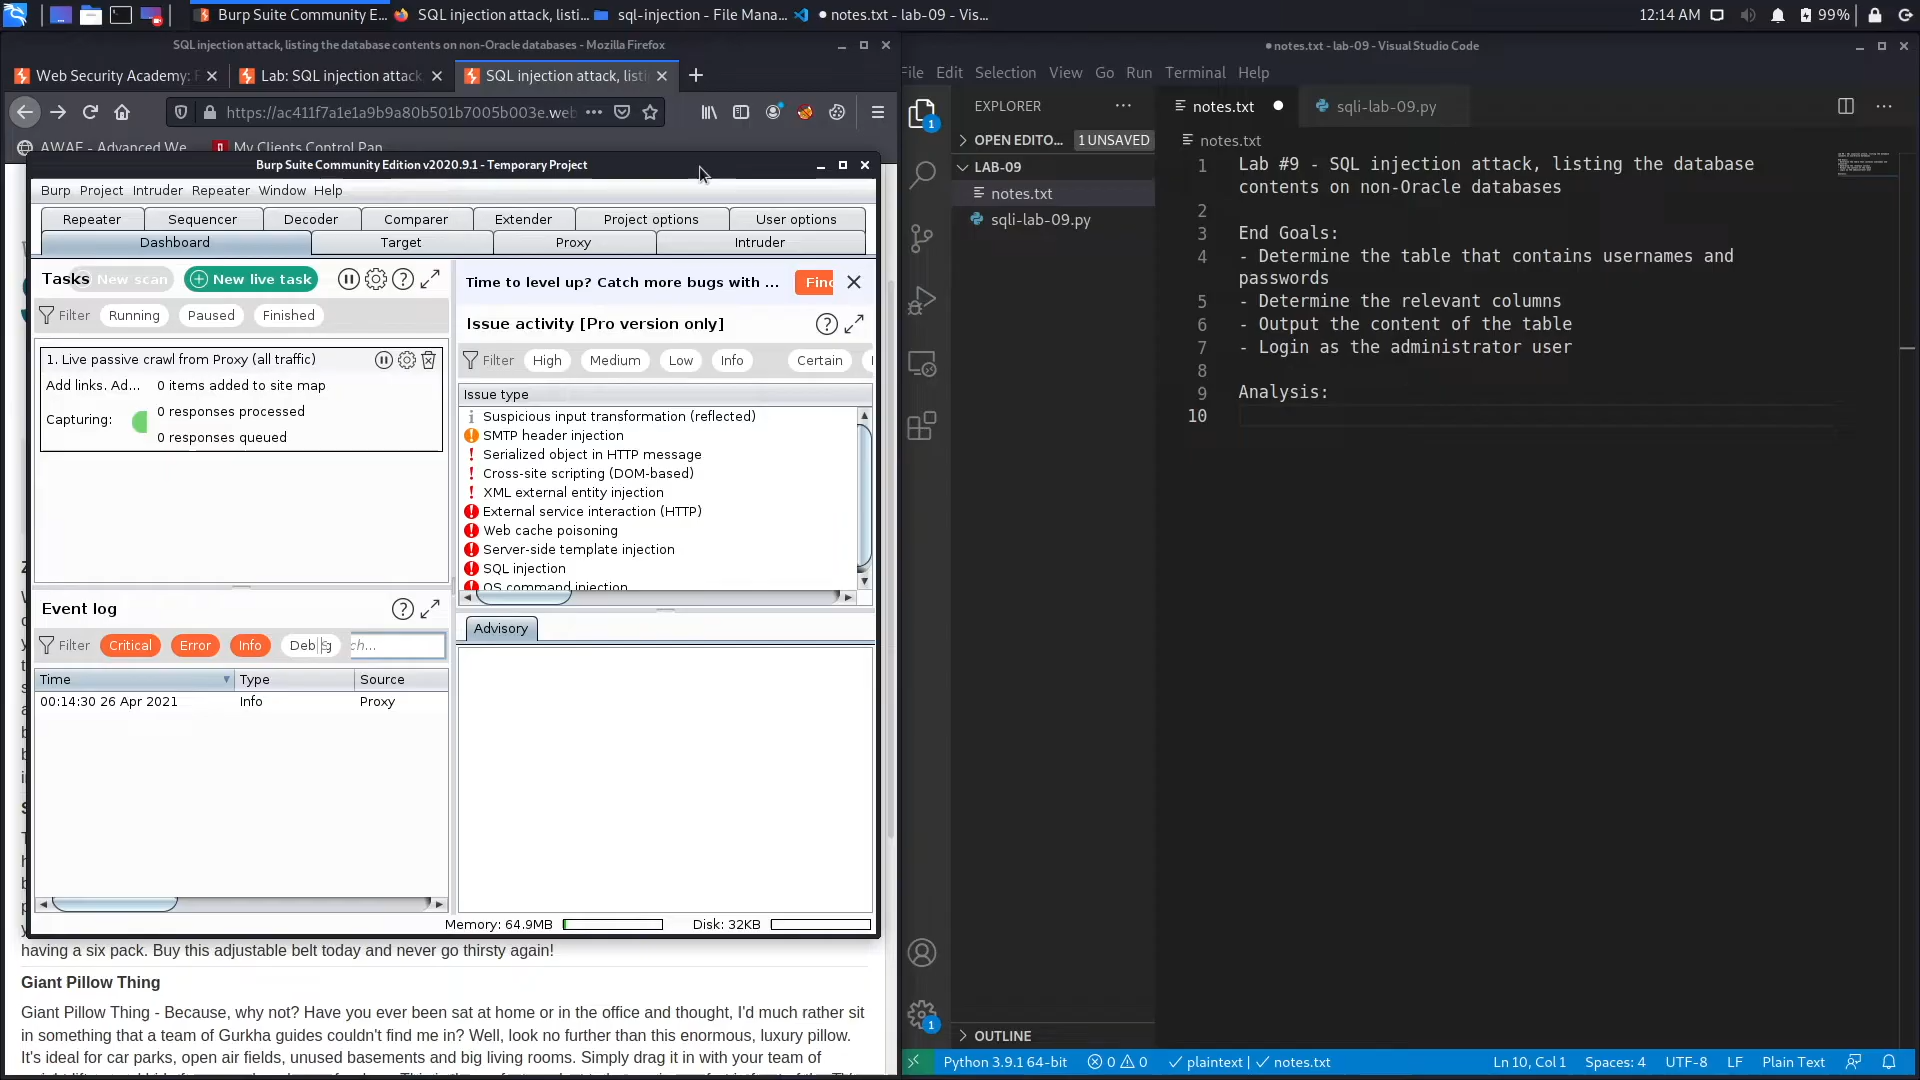 Burp Suite Community E...
SQL injection attack, listi...
sql-injection - File Mana...
notes.txt - lab-09 - Vis...
12:14 AM
99%
SQL injection attack, listing the database contents on non-Oracle databases - Mozilla Firefox
Web Security Academy:
Lab: SQL injection attack
SQL injection attack, listi
https://ac411f7a1e1a9b9a80b501b7005b003e.web
AWAE - Advanced We
My Clients Control Pan
Burp Suite Community Edition v2020.9.1 - Temporary Project
Burp Project Intruder Repeater Window Help
Repeater Sequencer Decoder Comparer Extender Project options User options
Dashboard Target Proxy Intruder
Tasks
New scan
New live task
Filter Running Paused Finished
1. Live passive crawl from Proxy (all traffic)
Add links. Ad... 0 items added to site map
0 responses processed
Capturing:
0 responses queued
Time to level up? Catch more bugs with ...
Issue activity [Pro version only]
Filter High Medium Low Info Certain
Issue type
Suspicious input transformation (reflected)
SMTP header injection
Serialized object in HTTP message
Cross-site scripting (DOM-based)
XML external entity injection
External service interaction (HTTP)
Web cache poisoning
Server-side template injection
SQL injection
OS command injection
Event log
Filter Critical Error Info
Time Type Source
00:14:30 26 Apr 2021 Info Proxy
Advisory
Memory: 64.9MB Disk: 32KB
having a six pack. Buy this adjustable belt today and never go thirsty again!
Giant Pillow Thing
Giant Pillow Thing - Because, why not? Have you ever been sat at home or in the office and thought, I'd much rather sit
in something that a team of Gurkha guides couldn't find me in? Well, look no further than this enormous, luxury pillow.
It's ideal for car parks, open air fields, unused basements and big living rooms. Simply drag it in with your team of
notes.txt - lab-09 - Visual Studio Code
File Edit Selection View Go Run Terminal Help
EXPLORER
OPEN EDITO... 1 UNSAVED
LAB-09
notes.txt
sqli-lab-09.py
OUTLINE
1
1
notes.txt
sqli-lab-09.py
notes.txt
1 Lab #9 - SQL injection attack, listing the database
contents on non-Oracle databases
2
3 End Goals:
4 - Determine the table that contains usernames and
passwords
5 - Determine the relevant columns
6 - Output the content of the table
7 - Login as the administrator user
8
9 Analysis:
10
Python 3.9.1 64-bit 0 0 plaintext | notes.txt Ln 10, Col 1 Spaces: 4 UTF-8 LF Plain Text